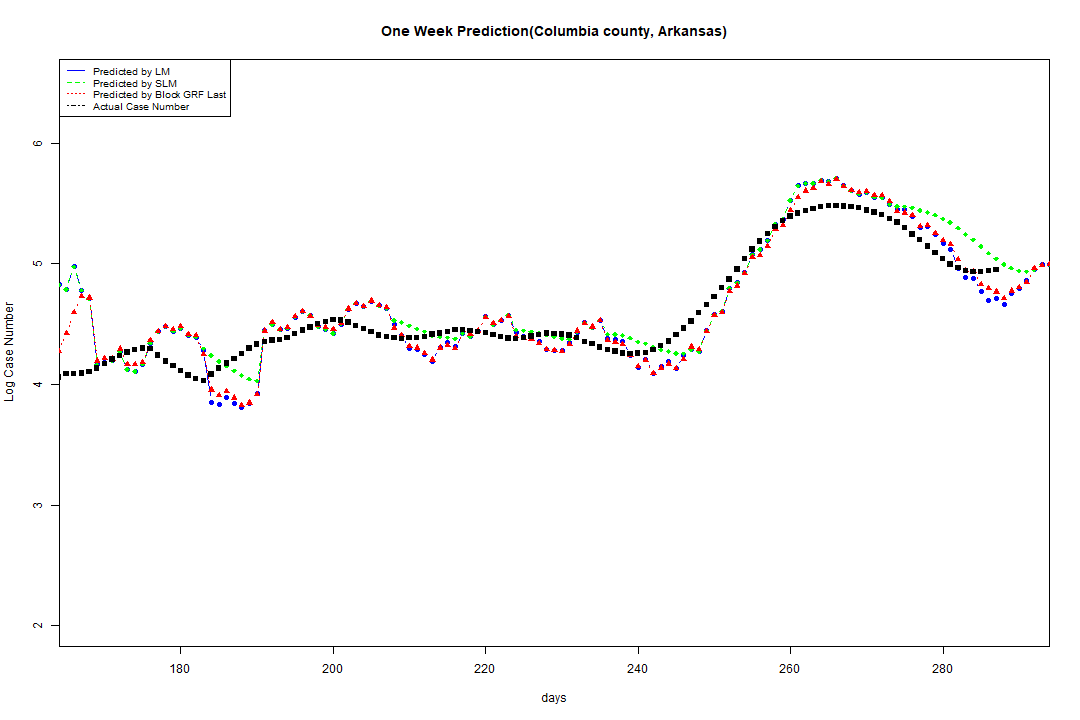 One Week Prediction(Columbia county, Arkansas)
Predicted by LM
Predicted by SLM
Predicted by Block GRF Last
Actual Case Number
6
5
4
3
2
Log Case Number
180 200 220 240 260 280
days